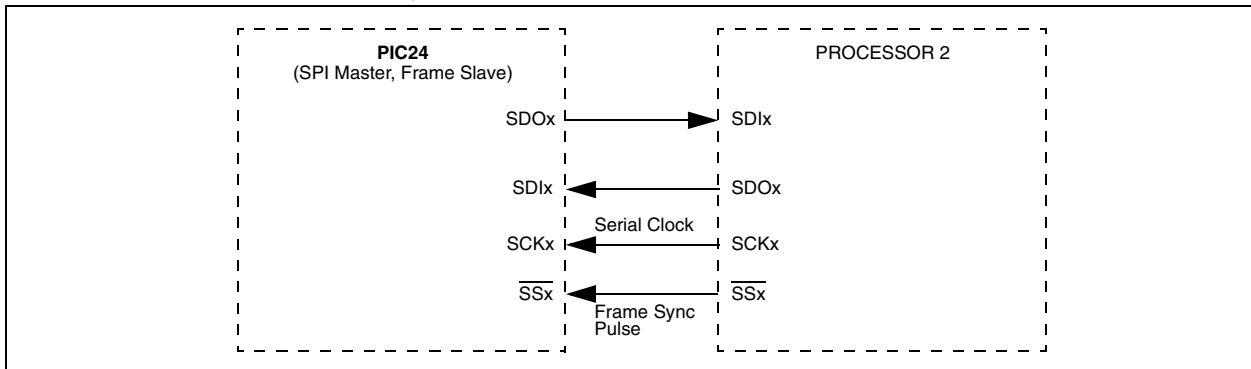 PIC24
(SPI Master, Frame Slave)
PROCESSOR 2
SDOx
SDIx
SDIx
SDOx
Serial Clock
SCKx
SCKx
SSx
SSx
Frame Sync
Pulse